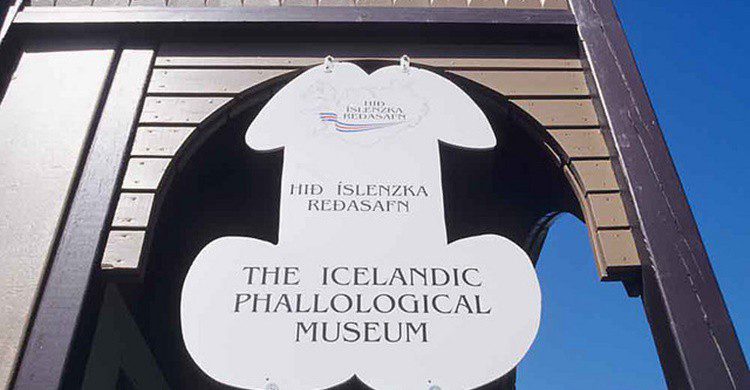 HIÐ
ÍSLENZKA
REÐASAFN
HIÐ ÍSLENZKA
REÐASAFN
THE ICELANDIC
PHALLOLOGICAL
MUSEUM